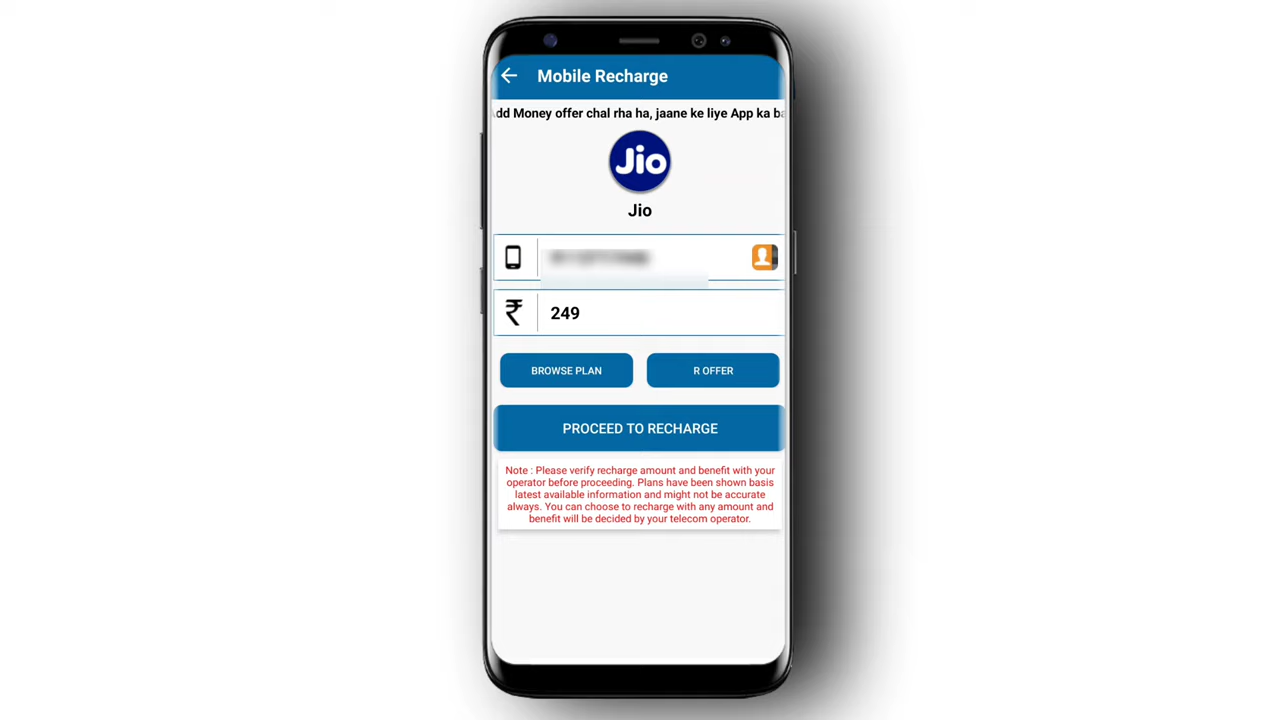 Mobile Recharge
dd Money offer chal rha ha, jaane ke liye App ka
Jio
Jio
₹ 249
BROWSE PLAN R OFFER
PROCEED TO RECHARGE
Note : Please verify recharge amount and benefit with your
operator before proceeding. Plans have been shown basis
latest available information and might not be accurate
always. You can choose to recharge with any amount and
benefit will be decided by your telecom operator.